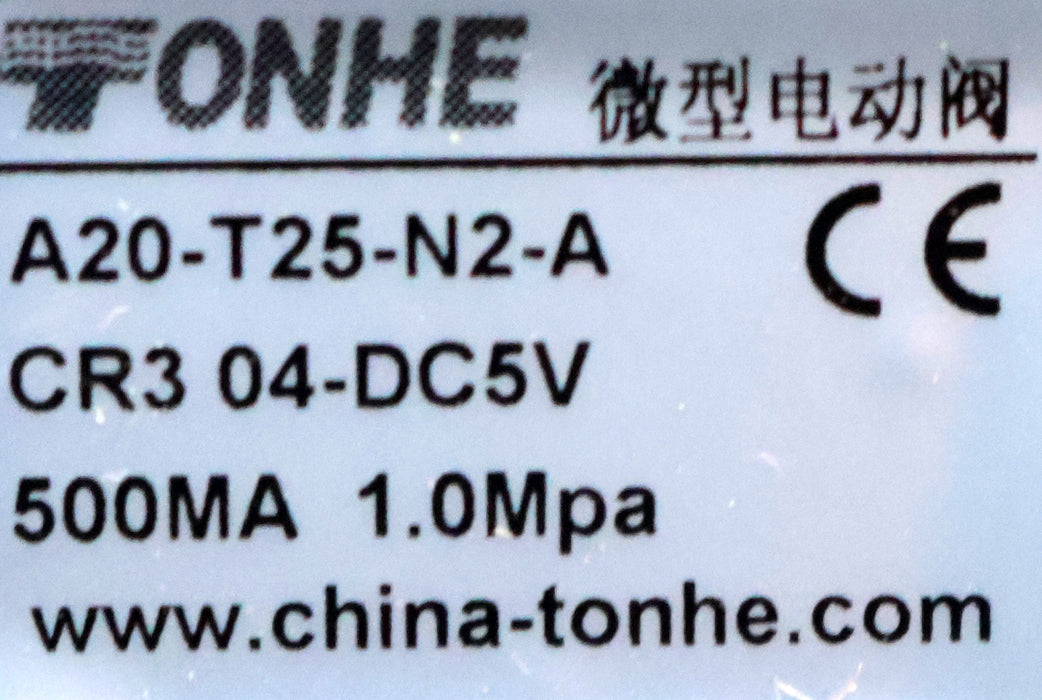 TONHE 微型电动阀
A20-T25-N2-A CE
CR3 04-DC5V
500MA 1.0Mpa
www.china-tonhe.com